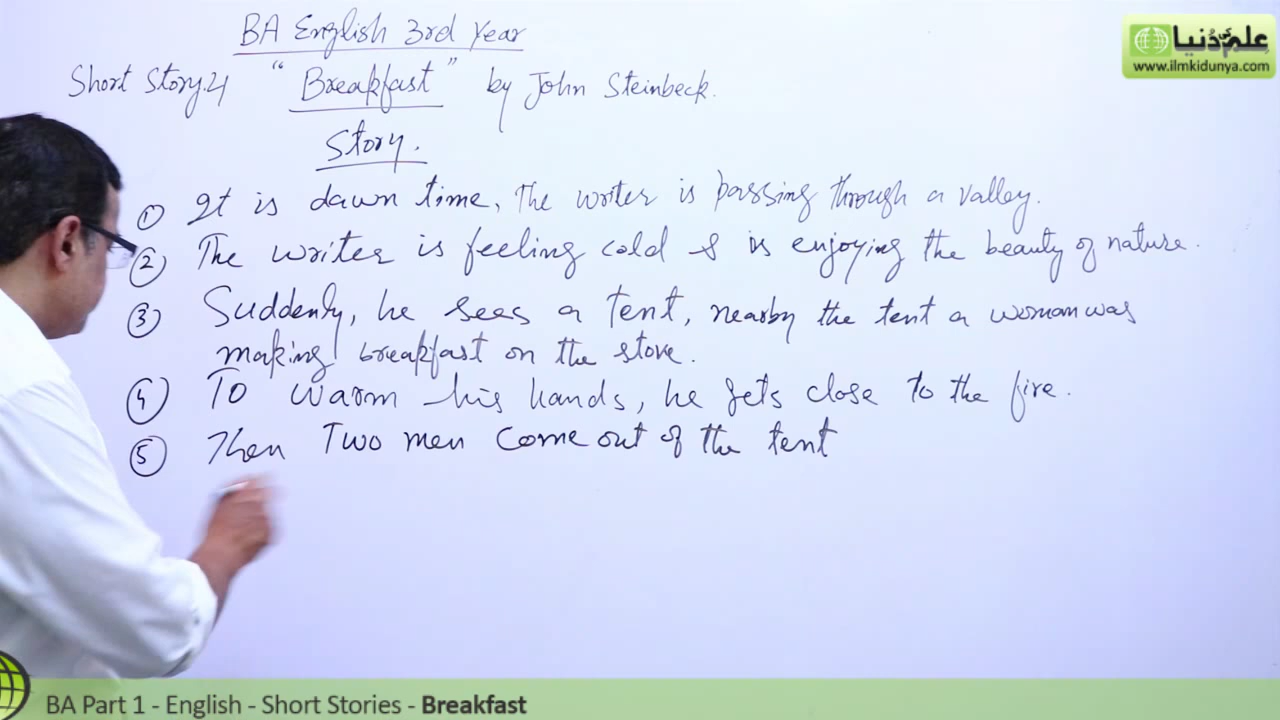 BA English 3rd Year
علم کی دُنیا
www.ilmkidunya.com
Short Story.4 "Breakfast" by John Steinbeck.
Story.
① It is dawn time, The writer is passing through a valley.
② The writer is feeling cold & is enjoying the beauty of nature.
③ Suddenly, he sees a tent, nearby the tent a woman was
making breakfast on the stove.
④ To warm his hands, he gets close to the fire.
⑤ Then Two men come out of the tent
BA Part 1 - English - Short Stories - Breakfast